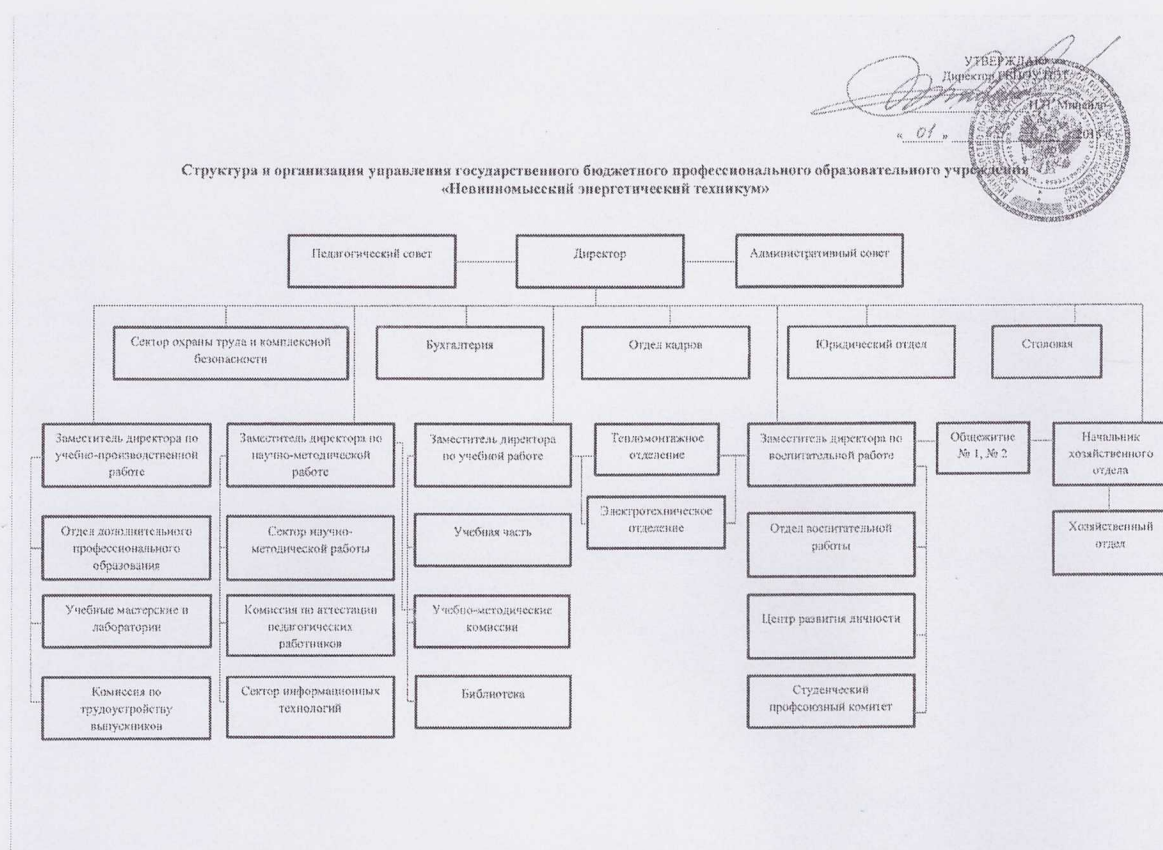 УТВЕРЖДАЮ
Директор ГБПОУ НЭТ
« 01 »
Структура и организация управления государственного бюджетного профессионального образовательного учреждения
«Невинномысский энергетический техникум»
Педагогический совет
Директор
Административный совет
Сектор охраны труда и комплексной
безопасности
Бухгалтерия
Отдел кадров
Юридический отдел
Столовая
Заместитель директора по
учебно-производственной
работе
Заместитель директора по
научно-методической
работе
Заместитель директора
по учебной работе
Тепломонтажное
отделение
Заместитель директора по
воспитательной работе
Общежитие
№ 1, № 2
Начальник
хозяйственного
отдела
Электротехническое
отделение
Отдел дополнительного
профессионального
образования
Сектор научно-
методической работы
Учебная часть
Отдел воспитательной
работы
Хозяйственный
отдел
Учебные мастерские и
лаборатории
Комиссия по аттестации
педагогических
работников
Учебно-методические
комиссии
Центр развития личности
Комиссия по
трудоустройству
выпускников
Сектор информационных
технологий
Библиотека
Студенческий
профсоюзный комитет